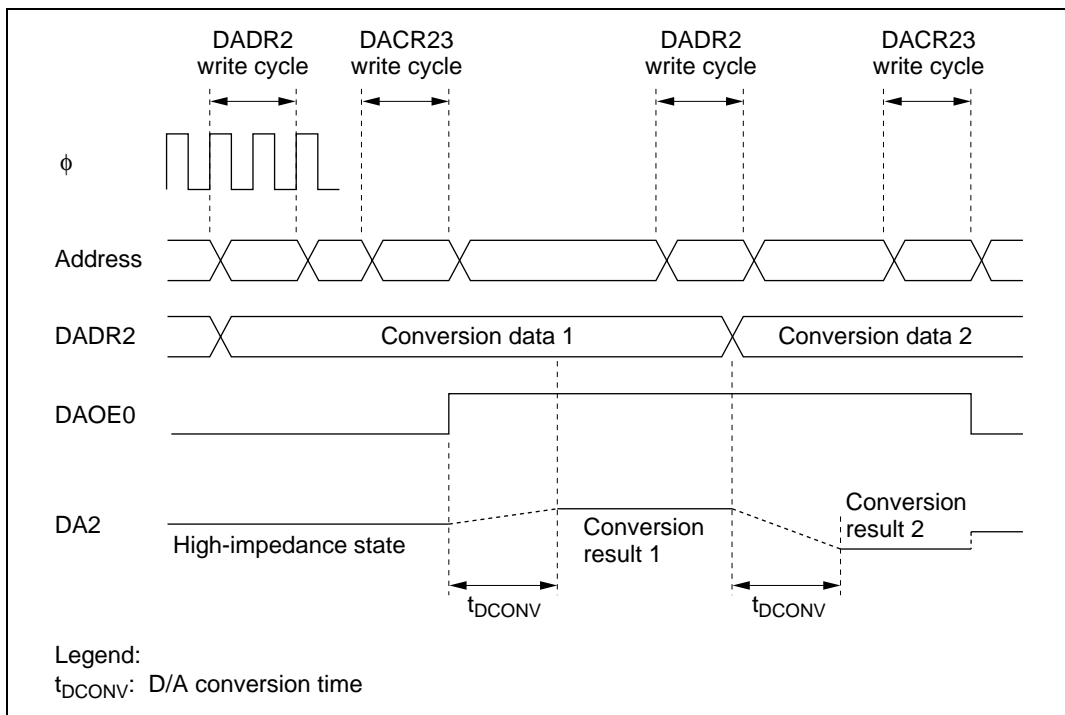 DADR2
write cycle
DACR23
write cycle
DADR2
write cycle
DACR23
write cycle
ϕ
Address
DADR2
Conversion data 1
Conversion data 2
DAOE0
DA2
High-impedance state
Conversion
result 1
Conversion
result 2
tDCONV
tDCONV
Legend:
tDCONV: D/A conversion time